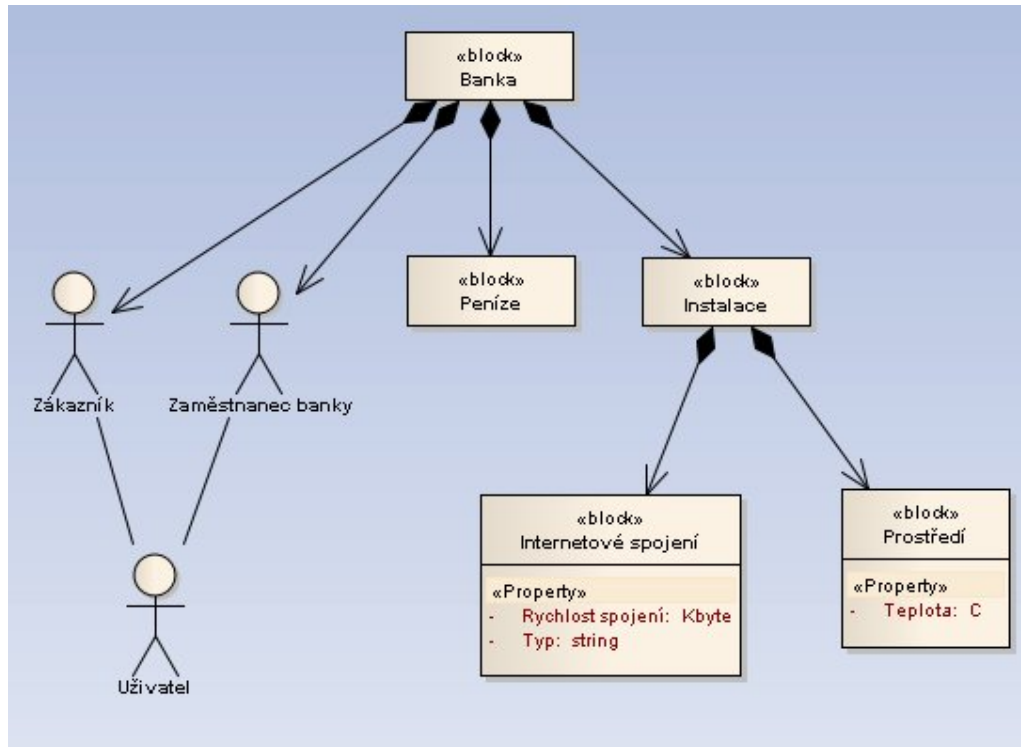 «block»
Banka
«block»
Peníze
«block»
Instalace
Zákazník
Zaměstnanec banky
«block»
Internetové spojení
«Property»
- Rychlost spojení: Kbyte
- Typ: string
«block»
Prostředí
«Property»
- Teplota: C
Uživatel